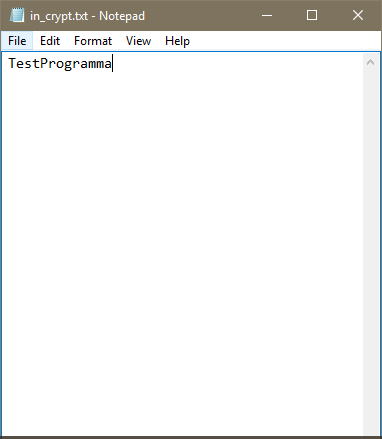 in_crypt.txt - Notepad
File Edit Format View Help
TestProgramma